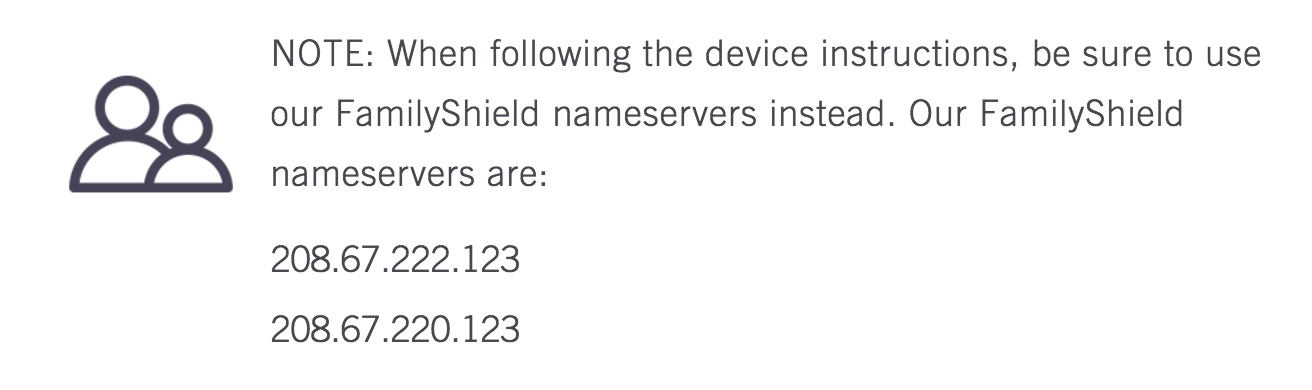 NOTE: When following the device instructions, be sure to use
our FamilyShield nameservers instead. Our FamilyShield
nameservers are:
208.67.222.123
208.67.220.123